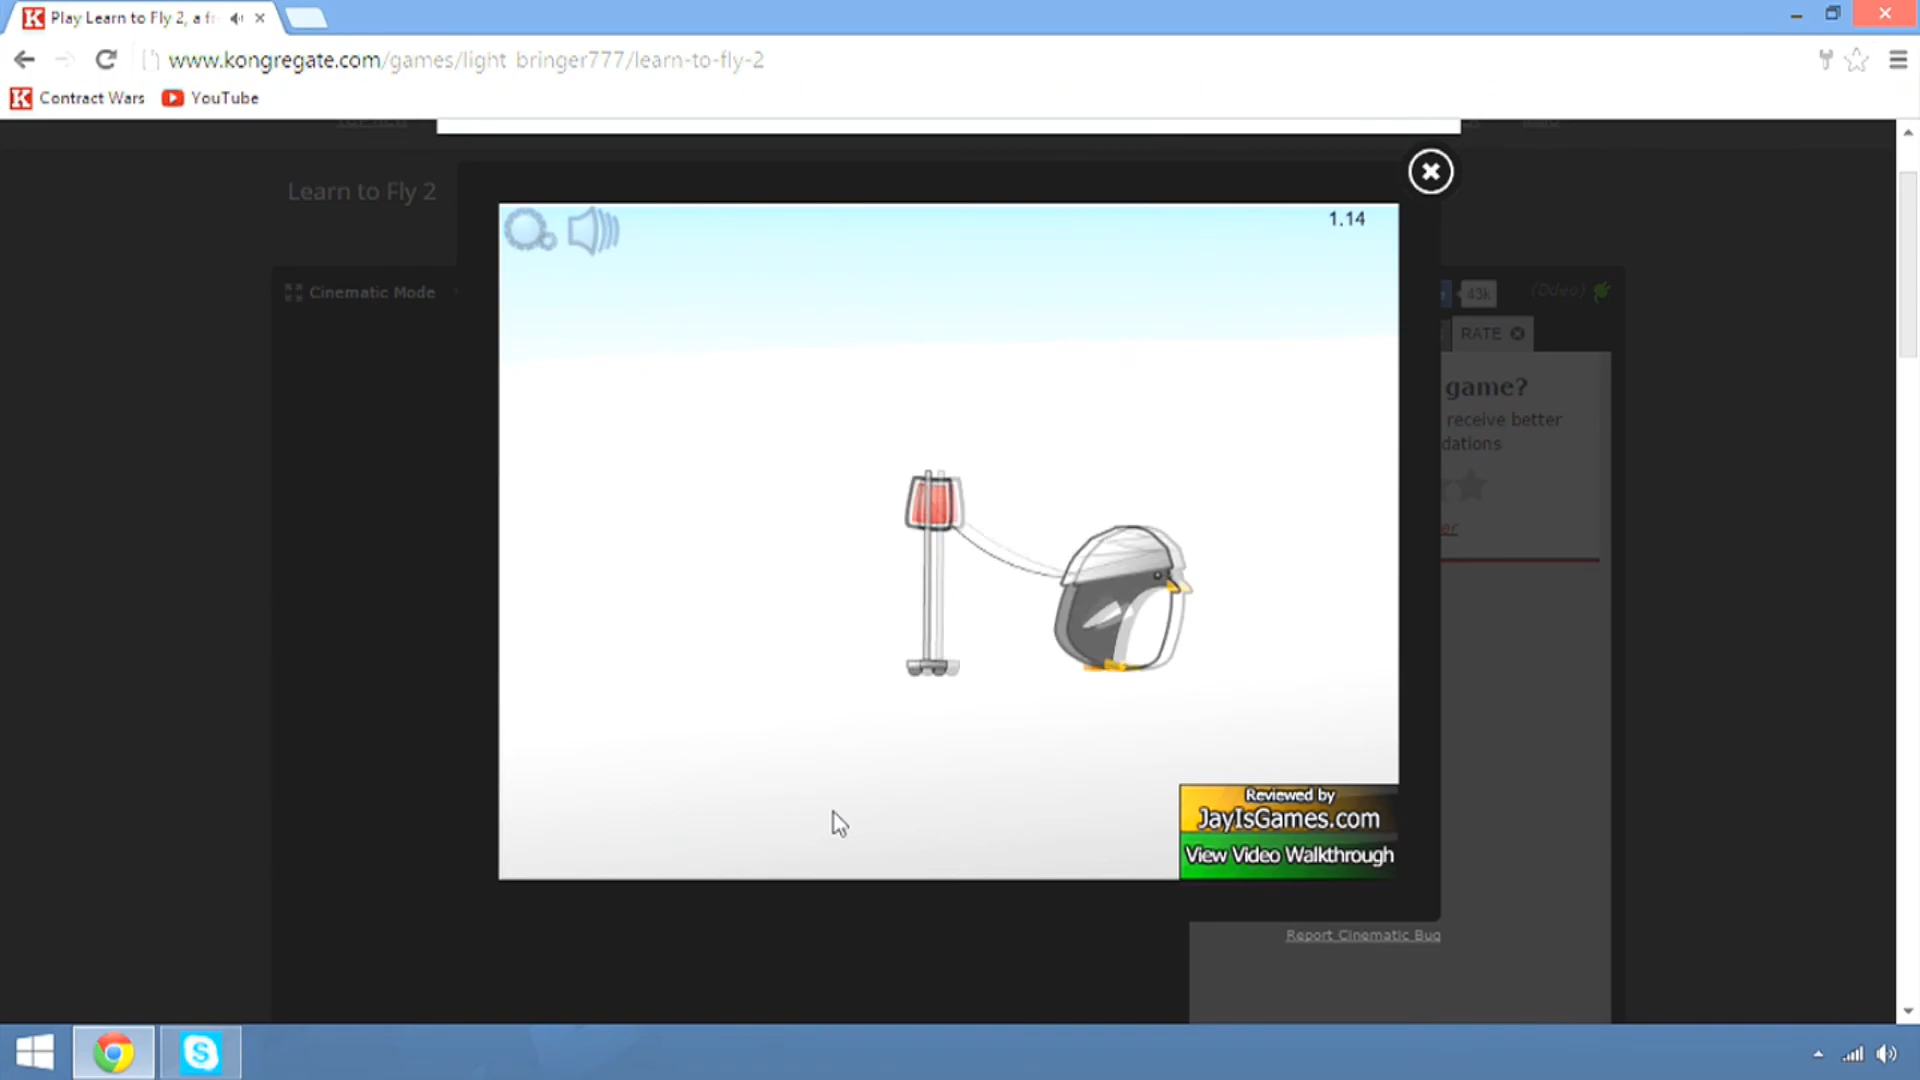 Play Learn to Fly 2, a fr
www.kongregate.com/games/light_bringer777/learn-to-fly-2
Contract Wars
YouTube
Learn to Fly 2
1.14
Cinematic Mode
43k
(Ddeo)
RATE
game?
receive better
dations
er
Reviewed by
JayIsGames.com
View Video Walkthrough
Report Cinematic Bug